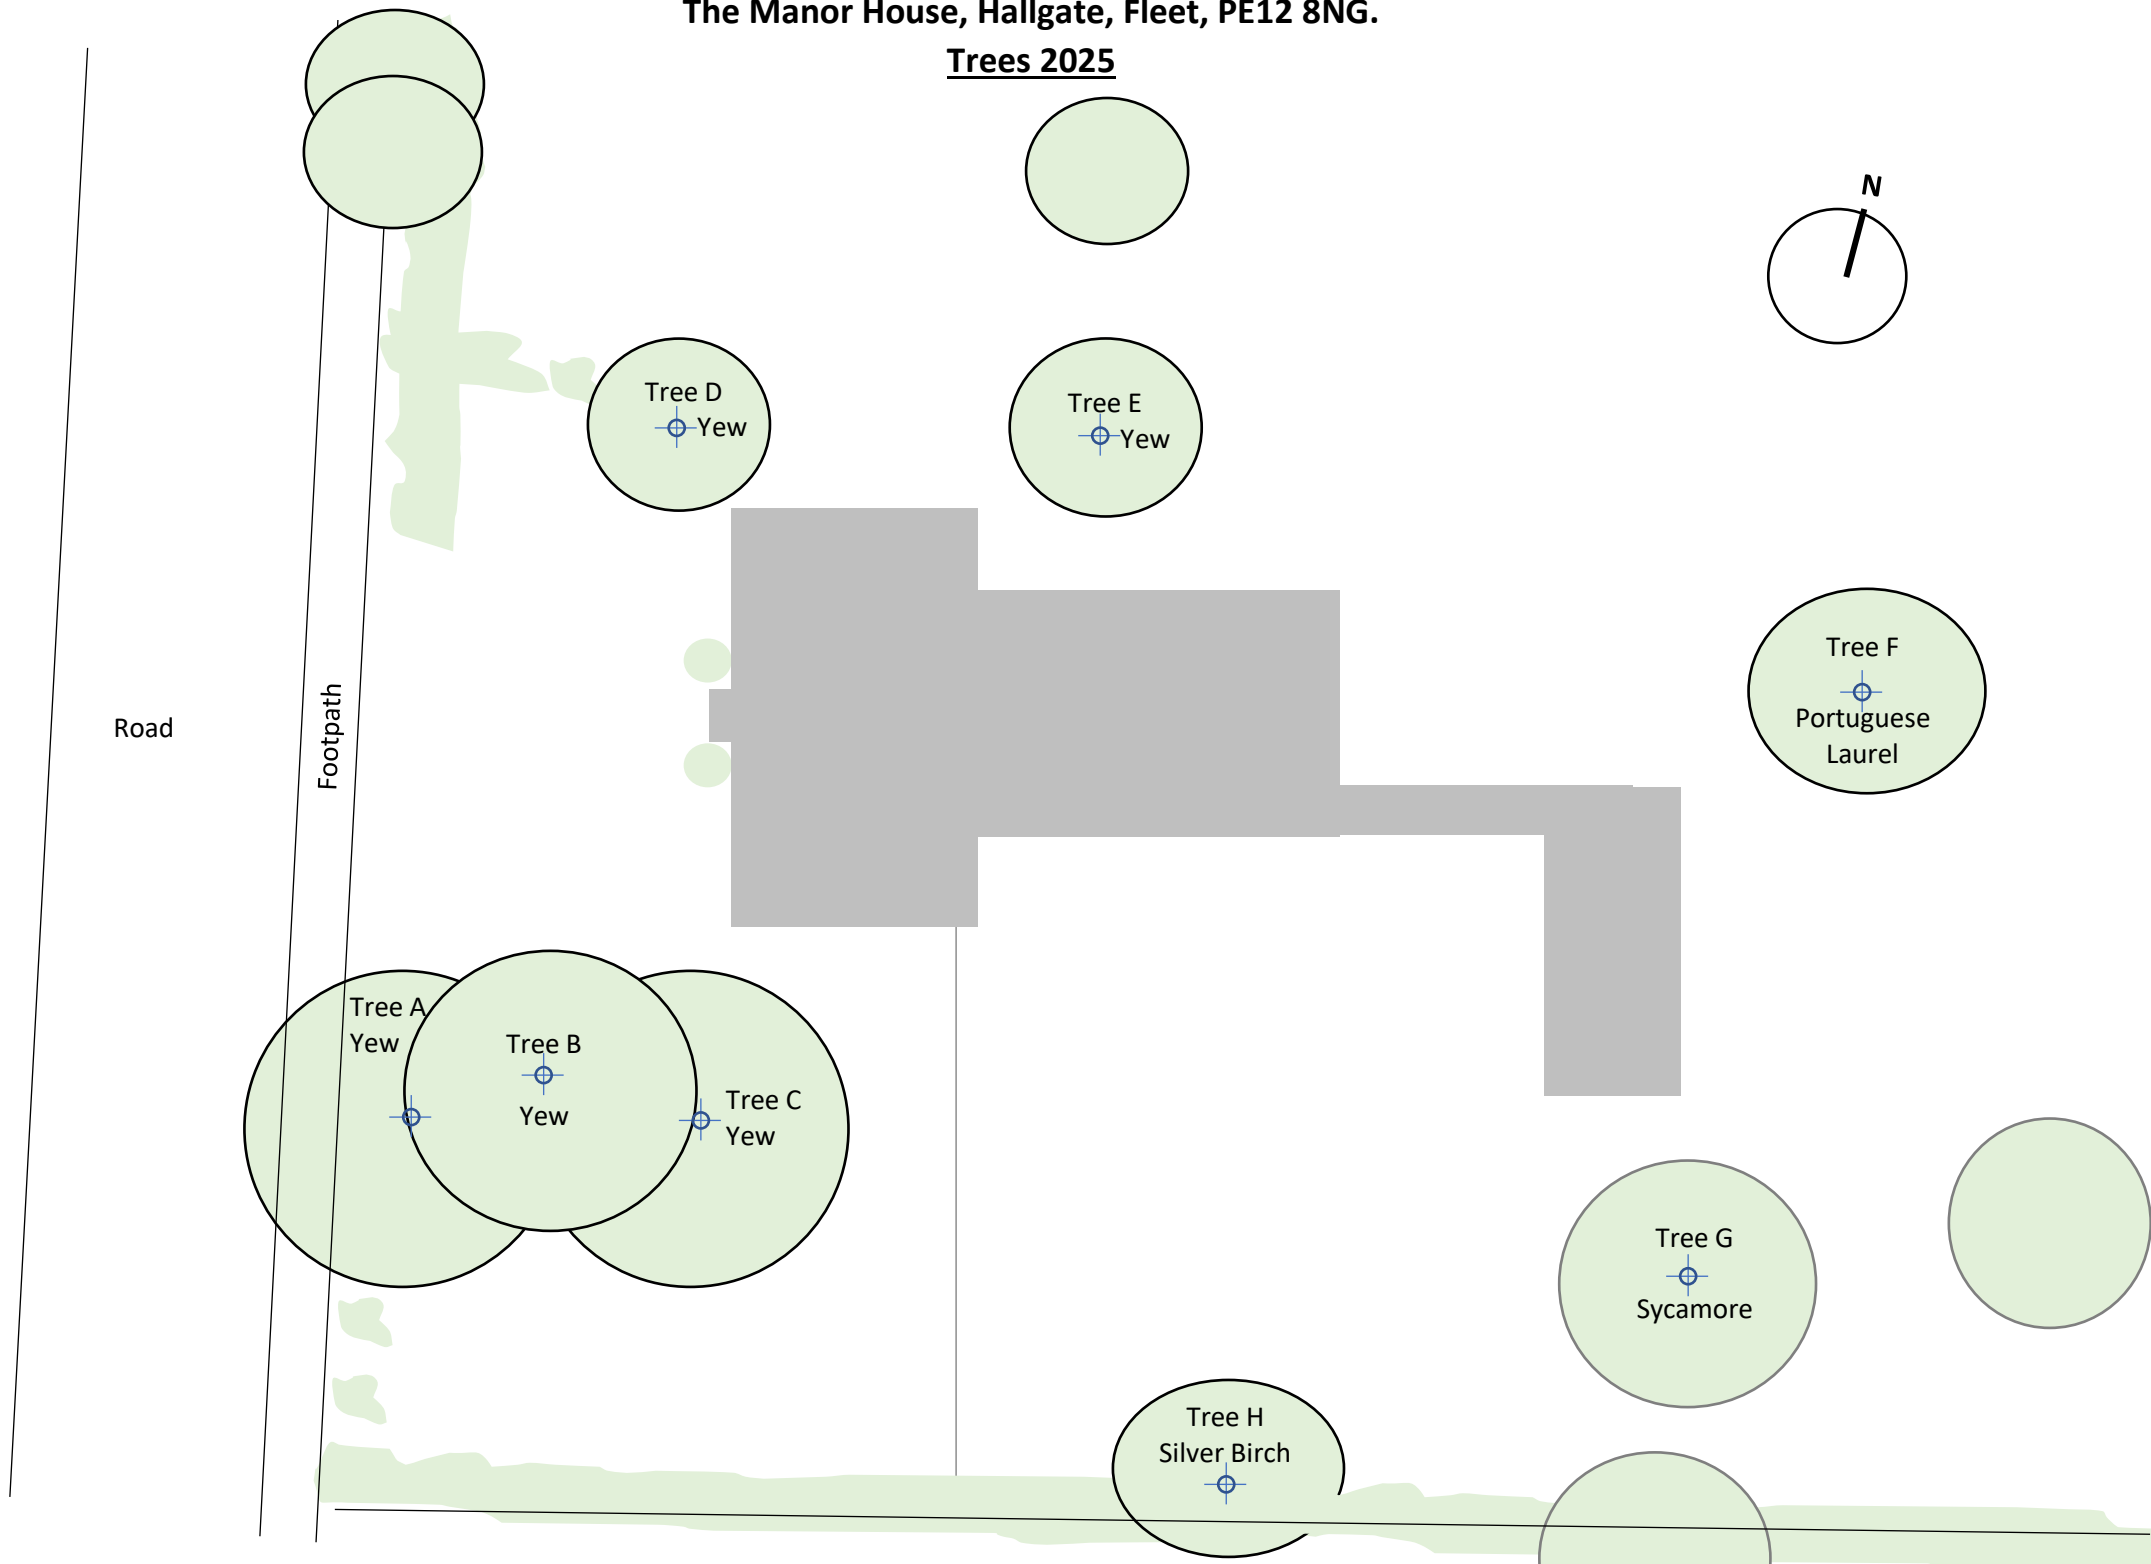 The Manor House, Hallgate, Fleet, PE12 8NG.
Trees 2025
N
Tree D
Yew
Tree E
Yew
Tree F
Portuguese
Laurel
Road
Footpath
Tree A
Yew
Tree B
Yew
Tree C
Yew
Tree G
Sycamore
Tree H
Silver Birch